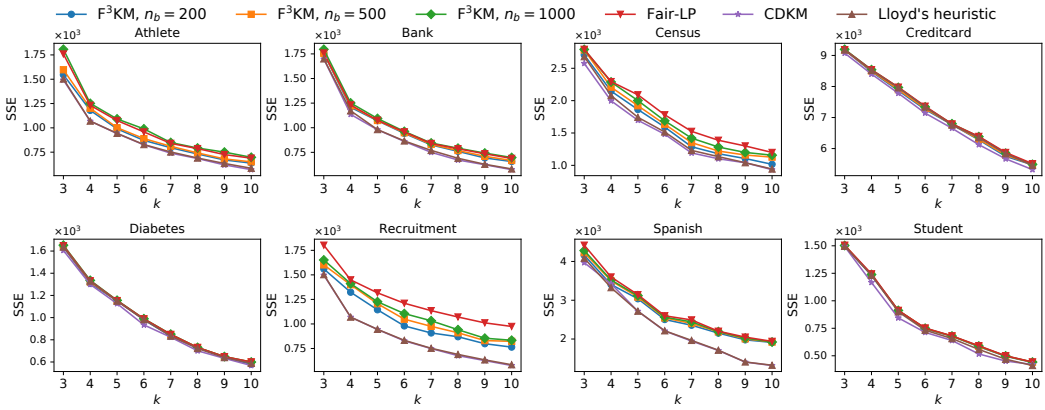 F³KM, n_b = 200 F³KM, n_b = 500 F³KM, n_b = 1000 Fair-LP CDKM Lloyd's heuristic
Athlete Bank Census Creditcard
×10³ ×10³ ×10³ ×10³
SSE SSE SSE SSE
1.75 1.75 2.5 9
1.50 1.50 2.0 8
1.25 1.25 1.5 7
1.00 1.00 1.0 6
0.75 0.75
3 4 5 6 7 8 9 10 3 4 5 6 7 8 9 10 3 4 5 6 7 8 9 10 3 4 5 6 7 8 9 10
k k k k
Diabetes Recruitment Spanish Student
×10³ ×10³ ×10³ ×10³
SSE SSE SSE SSE
1.6 1.75 4 1.50
1.4 1.50 3 1.25
1.2 1.25 2 1.00
1.0 1.00 0.75
0.8 0.75 0.50
0.6
3 4 5 6 7 8 9 10 3 4 5 6 7 8 9 10 3 4 5 6 7 8 9 10 3 4 5 6 7 8 9 10
k k k k